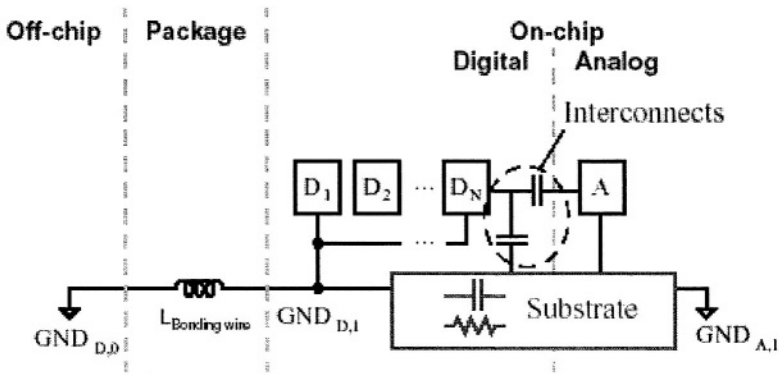 Off-chip Package On-chip
Digital Analog
Interconnects
D1 D2 ... DN A
...
Substrate
GND D,0 LBonding wire GND D,1 GND A,1